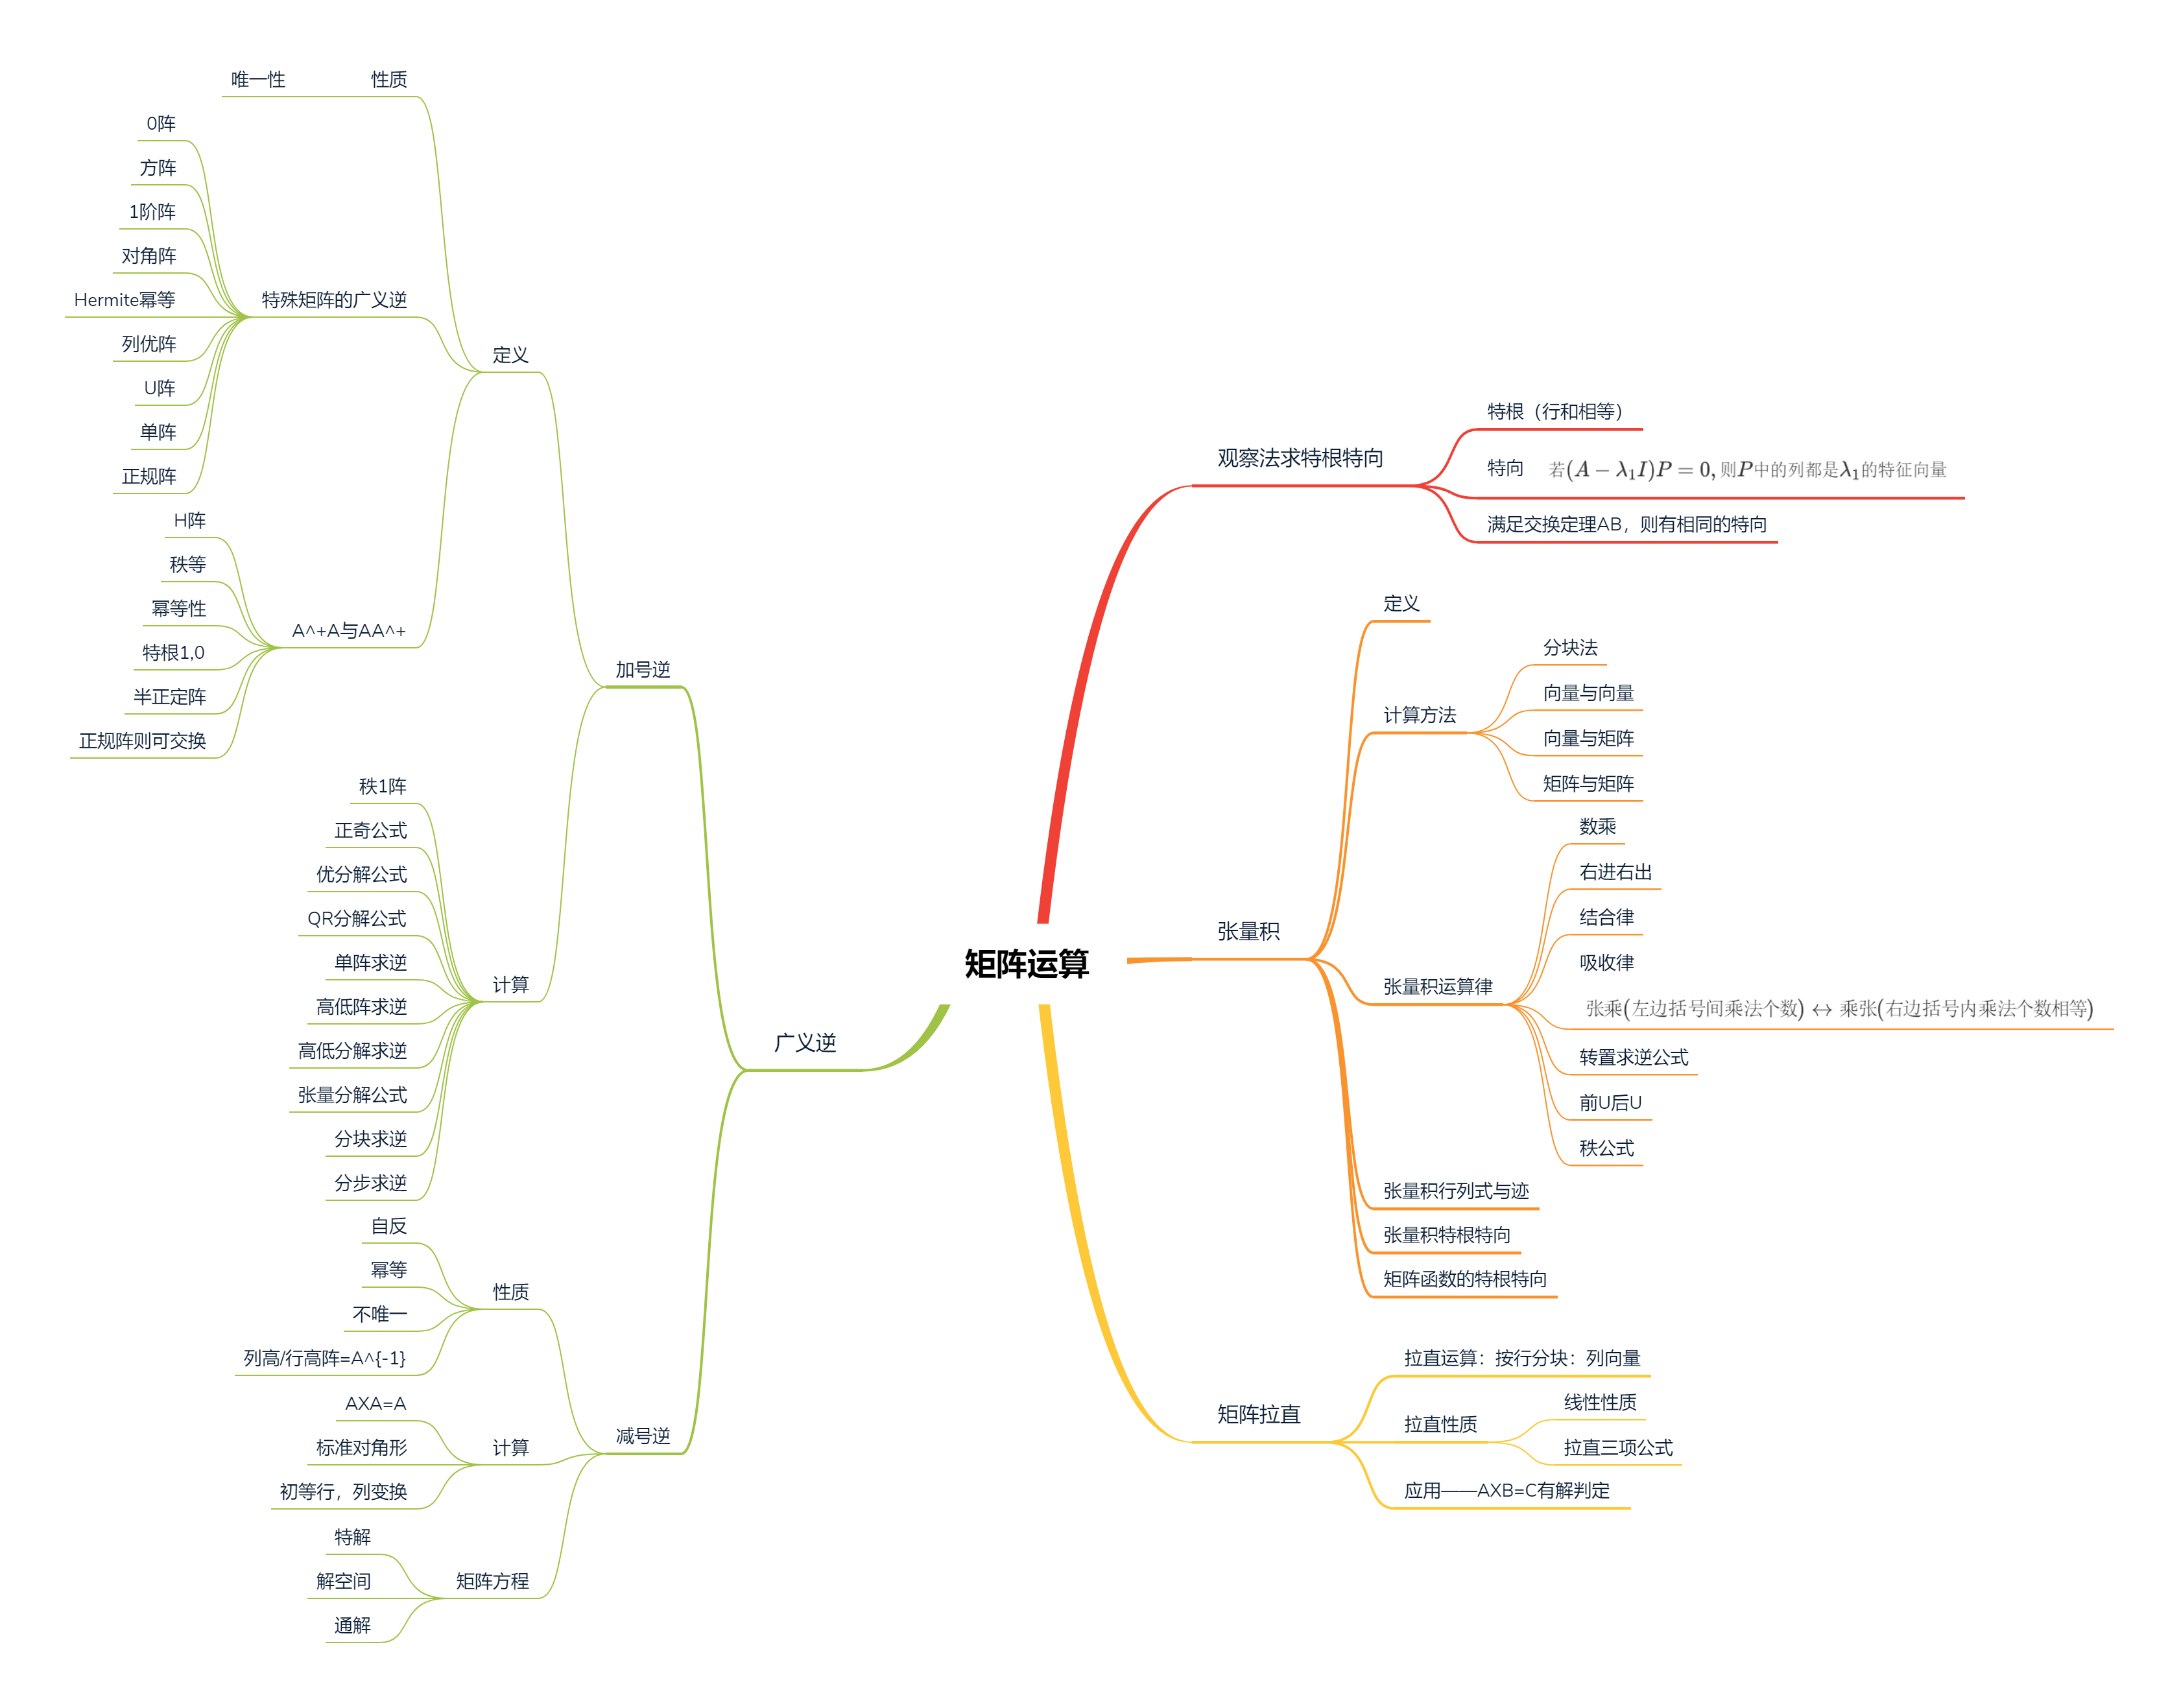 矩阵运算
观察法求特根特向
特根（行和相等）
特向 若(A − λ₁I)P = 0, 则P中的列都是λ₁的特征向量
满足交换定理AB，则有相同的特向
张量积
定义
计算方法
分块法
向量与向量
向量与矩阵
矩阵与矩阵
张量积运算律
数乘
右进右出
结合律
吸收律
张乘(左边括号间乘法个数) ↔ 乘张(右边括号内乘法个数相等)
转置求逆公式
前U后U
秩公式
张量积行列式与迹
张量积特根特向
矩阵函数的特根特向
矩阵拉直
拉直运算：按行分块：列向量
拉直性质
线性性质
拉直三项公式
应用——AXB=C有解判定
广义逆
加号逆
定义
性质
唯一性
特殊矩阵的广义逆
0阵
方阵
1阶阵
对角阵
Hermite幂等
列优阵
U阵
单阵
正规阵
A^+A与AA^+
H阵
秩等
幂等性
特根1,0
半正定阵
正规阵则可交换
计算
秩1阵
正奇公式
优分解公式
QR分解公式
单阵求逆
高低阵求逆
高低分解求逆
张量分解公式
分块求逆
分步求逆
减号逆
性质
自反
幂等
不唯一
列高/行高阵=A^{-1}
计算
AXA=A
标准对角形
初等行，列变换
矩阵方程
特解
解空间
通解